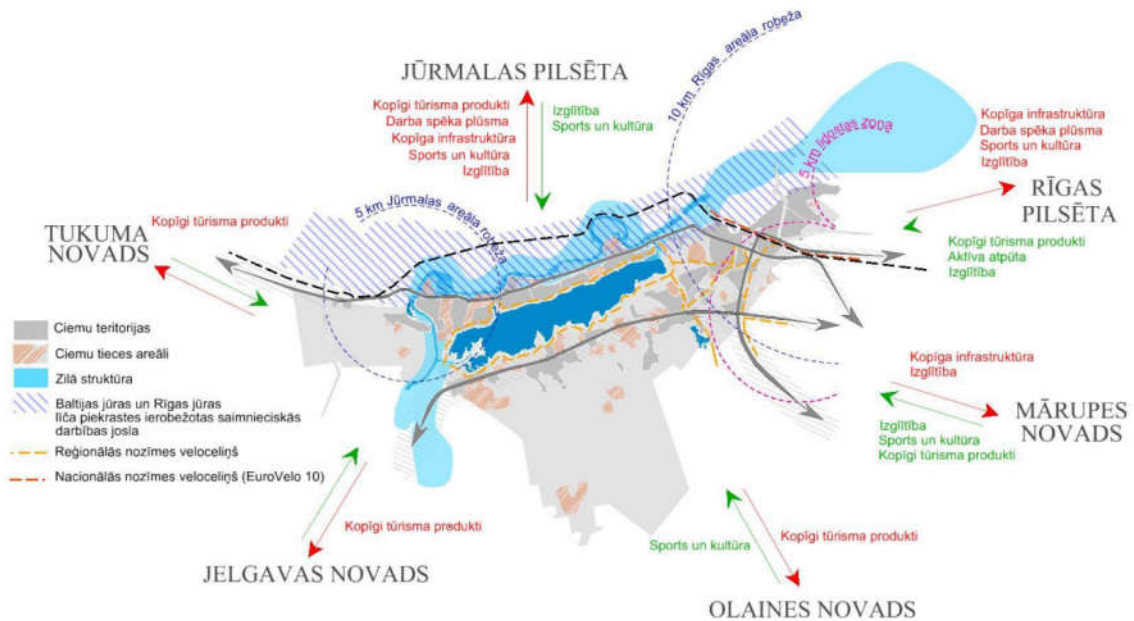 JŪRMALAS PILSĒTA
Kopīgi tūrisma produkti
Darba spēka plūsma
Kopīga infrastruktūra
Sports un kultūra
Izglītība
Izglītība
Sports un kultūra
10 km Rīgas areāla robeža
5 km lidostas zona
Kopīga infrastruktūra
Darba spēka plūsma
Sports un kultūra
Izglītība
RĪGAS
PILSĒTA
Kopīgi tūrisma produkti
Aktīva atpūta
Izglītība
5 km Jūrmalas areāla robeža
Kopīgi tūrisma produkti
TUKUMA
NOVADS
Ciemu teritorijas
Ciemu tieces areāli
Zilā struktūra
Baltijas jūras un Rīgas jūras
līča piekrastes ierobežotas saimnieciskās
darbības josla
Reģionālās nozīmes veloceliņš
Nacionālās nozīmes veloceliņš (EuroVelo 10)
Kopīga infrastruktūra
Izglītība
MĀRUPES
NOVADS
Izglītība
Sports un kultūra
Kopīgi tūrisma produkti
Kopīgi tūrisma produkti
JELGAVAS NOVADS
Sports un kultūra
Kopīgi tūrisma produkti
OLAINES NOVADS